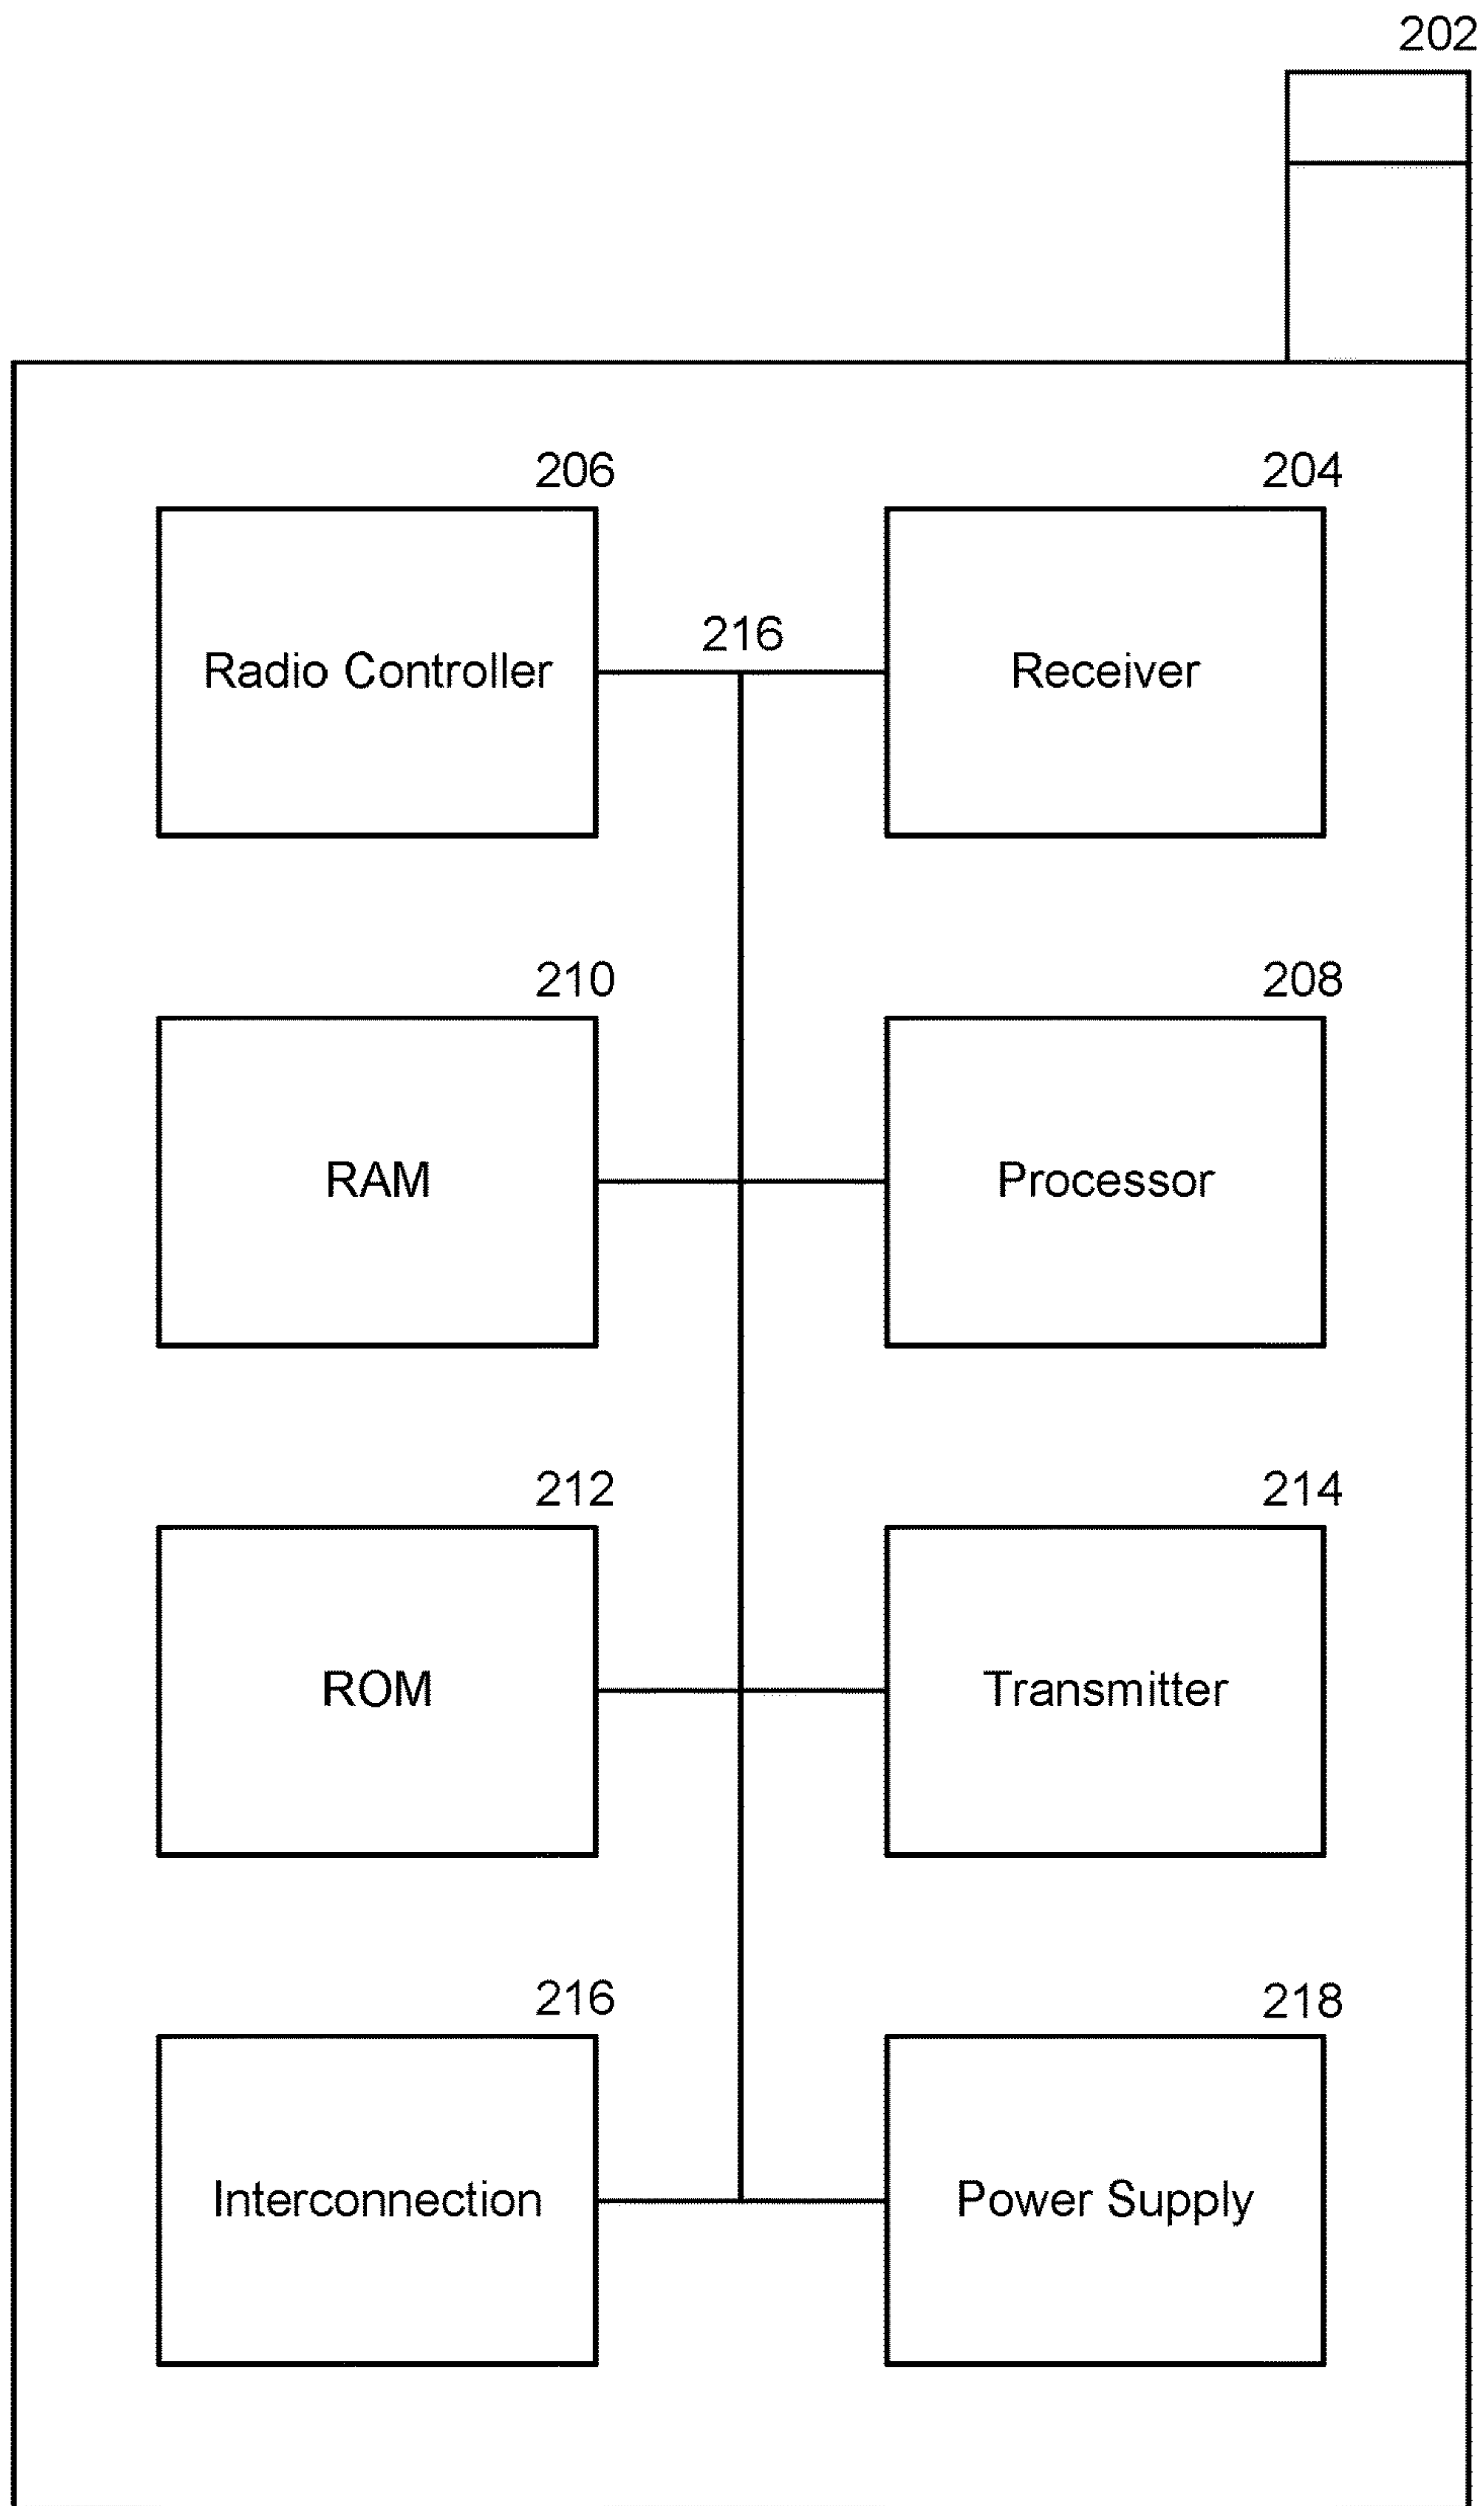 202
206
204
Radio Controller
216
Receiver
210
208
RAM
Processor
212
214
ROM
Transmitter
216
218
Interconnection
Power Supply